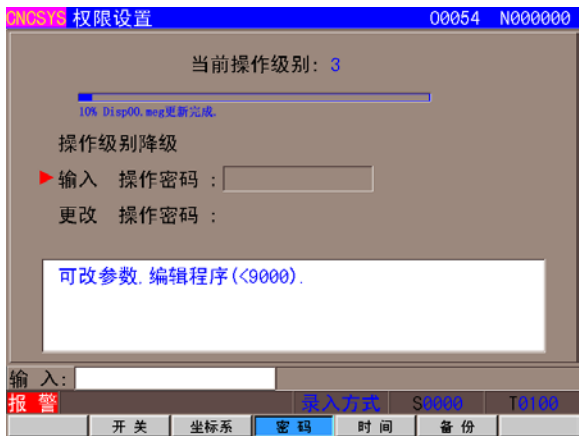 CNCSYS 权限设置 O0054 N000000
当前操作级别: 3
10% Disp00.meg更新完成.
操作级别降级
输入 操作密码 :
更改 操作密码 :
可改参数,编辑程序(<9000).
输 入:
报 警 录入方式 S0000 T0100
开 关 坐标系 密 码 时 间 备 份